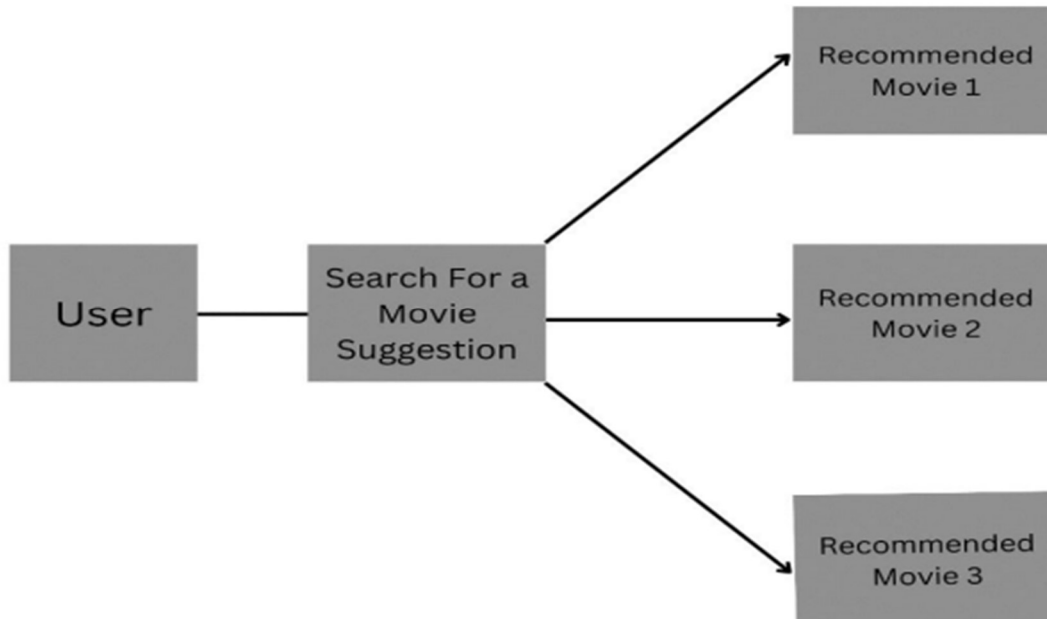 Recommended
Movie 1
User
Search For a
Movie
Suggestion
Recommended
Movie 2
Recommended
Movie 3